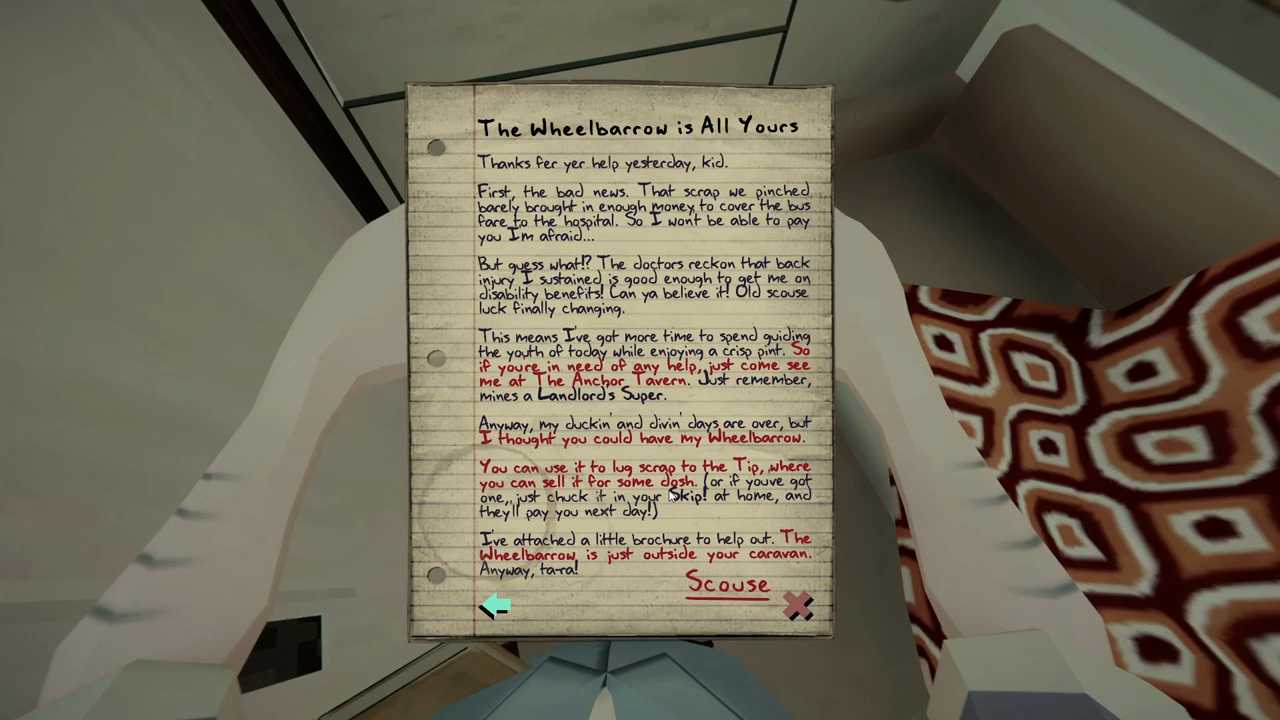 The Wheelbarrow is All Yours
Thanks fer yer help yesterday, kid.
First, the bad news. That scrap we pinched
barely brought in enough money to cover the bus
fare to the hospital. So I won't be able to pay
you I'm afraid...
But guess what!? The doctors reckon that back
injury I sustained is good enough to get me on
disability benefits! Can ya believe it! Old scouse
luck finally changing.
This means I've got more time to spend guiding
the youth of today while enjoying a crisp pint. So
if you're in need of any help, just come see
me at The Anchor Tavern. Just remember,
mines a Landlord's Super.
Anyway, my duckin' and divin' days are over, but
I thought you could have my Wheelbarrow.
You can use it to lug scrap to the Tip, where
you can sell it for some dosh. (or if you've got
one, just chuck it in your Skip! at home, and
they'll pay you next day!)
I've attached a little brochure to help out. The
Wheelbarrow is just outside your caravan.
Anyway, ta-ra!
Scouse